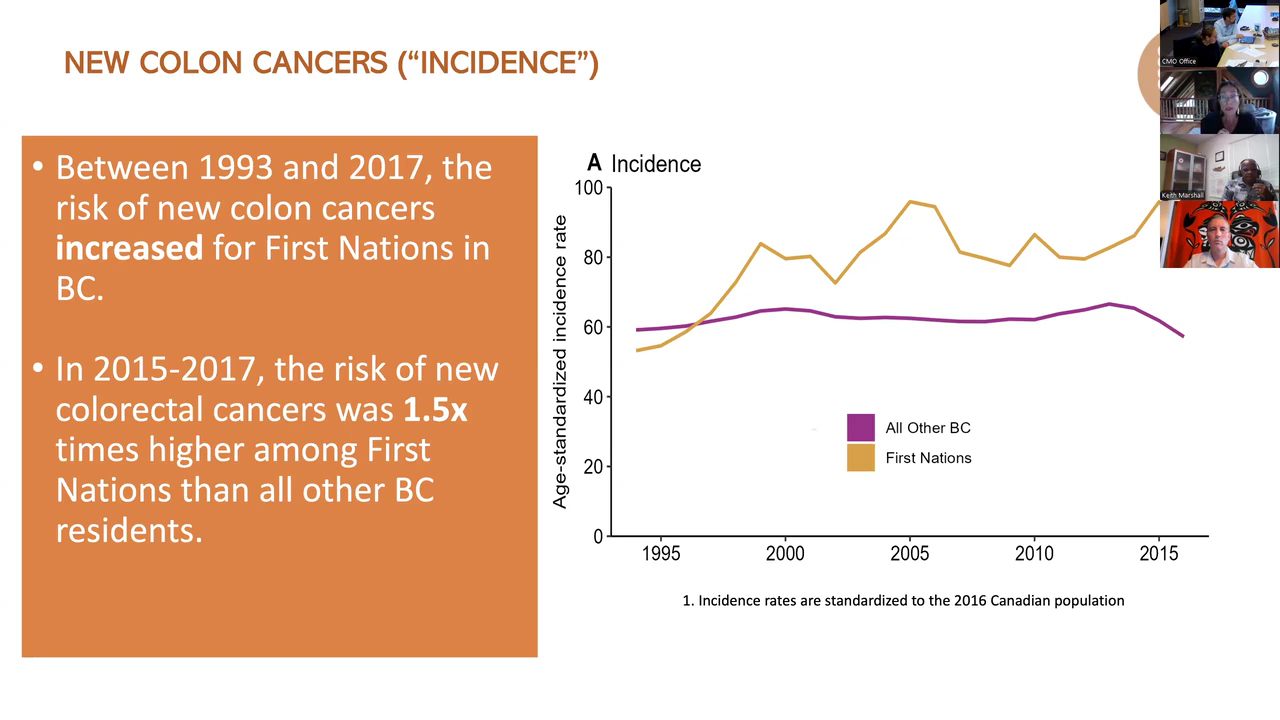 NEW COLON CANCERS (“INCIDENCE”)
• Between 1993 and 2017, the
risk of new colon cancers
increased for First Nations in
BC.
• In 2015-2017, the risk of new
colorectal cancers was 1.5x
times higher among First
Nations than all other BC
residents.
A Incidence
Age-standardized incidence rate
100
80
60
40
20
0
1995 2000 2005 2010 2015
All Other BC
First Nations
1. Incidence rates are standardized to the 2016 Canadian population
CMO Office
Keith Marshall